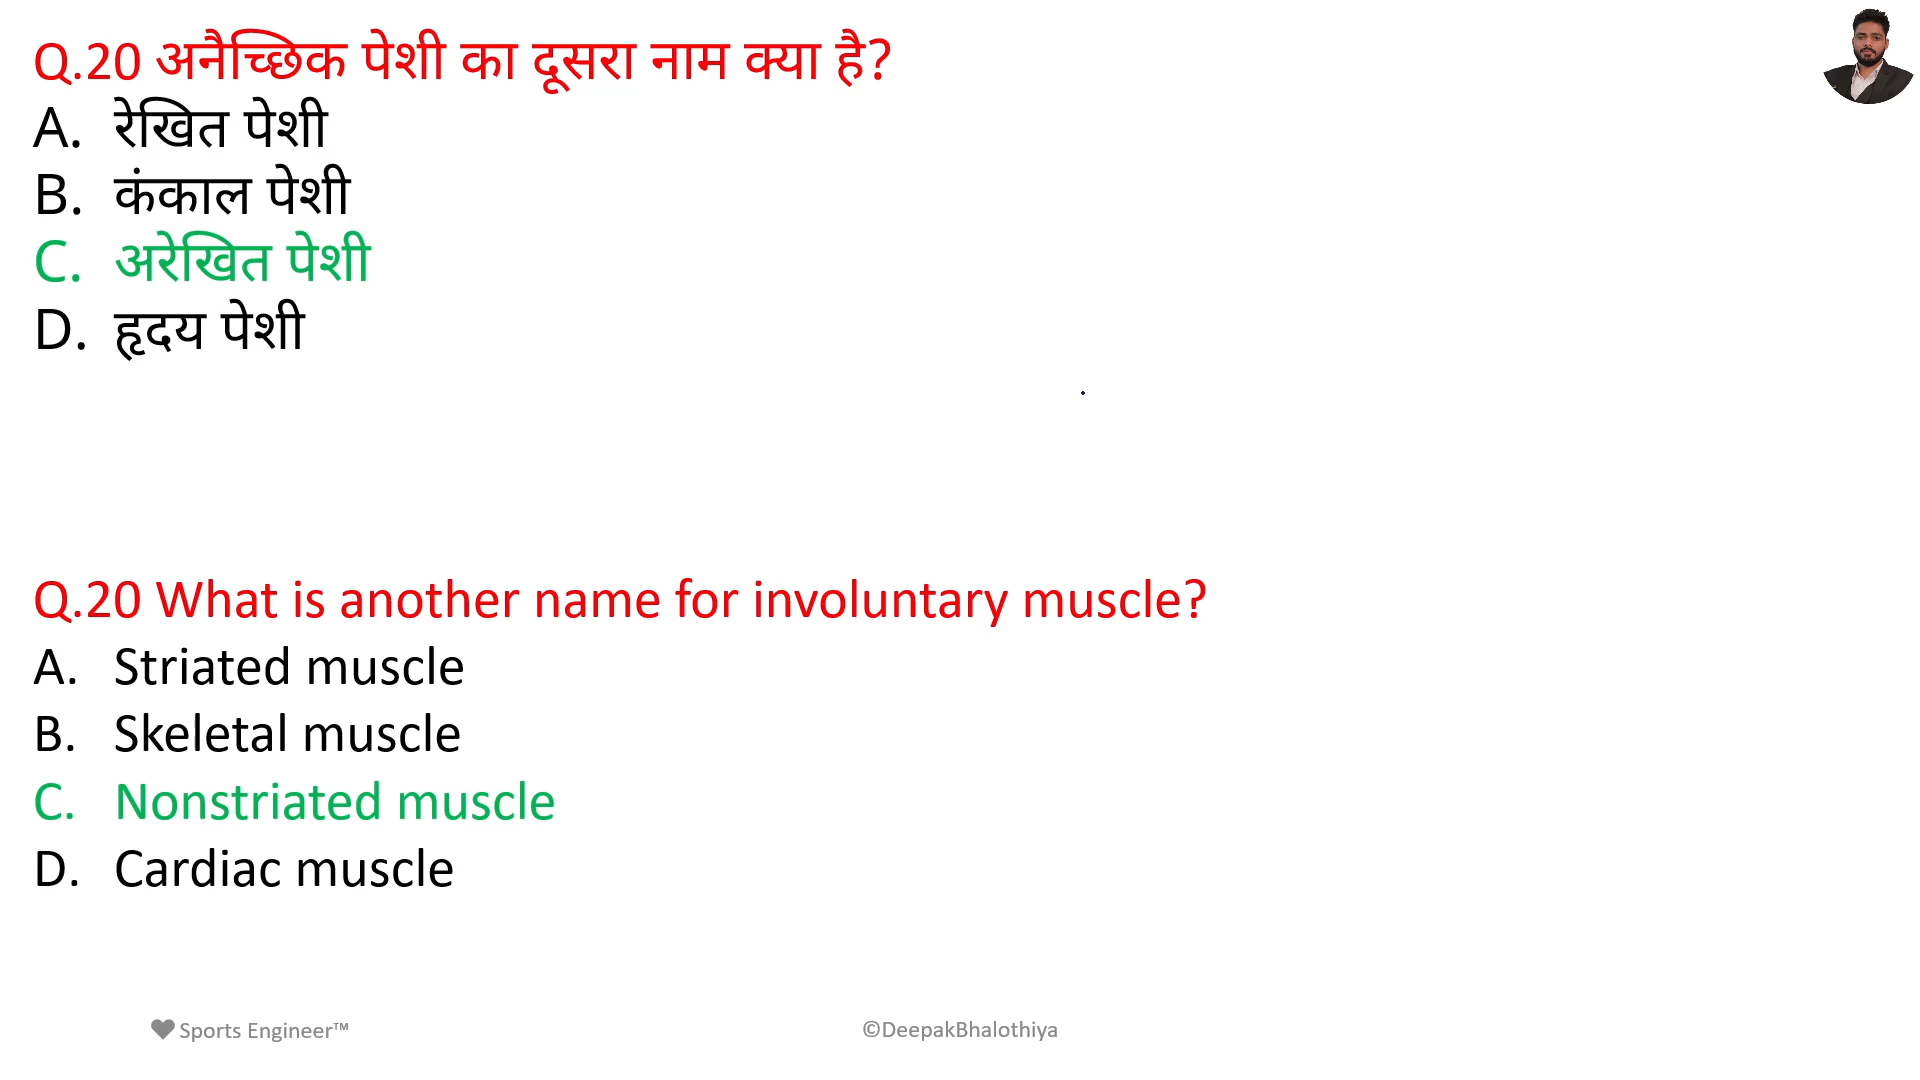 Q.20 अनैच्छिक पेशी का दूसरा नाम क्या है?
A. रेखित पेशी
B. कंकाल पेशी
C. अरेखित पेशी
D. हृदय पेशी
Q.20 What is another name for involuntary muscle?
A. Striated muscle
B. Skeletal muscle
C. Nonstriated muscle
D. Cardiac muscle
♥ Sports Engineer™
©DeepakBhalothiya